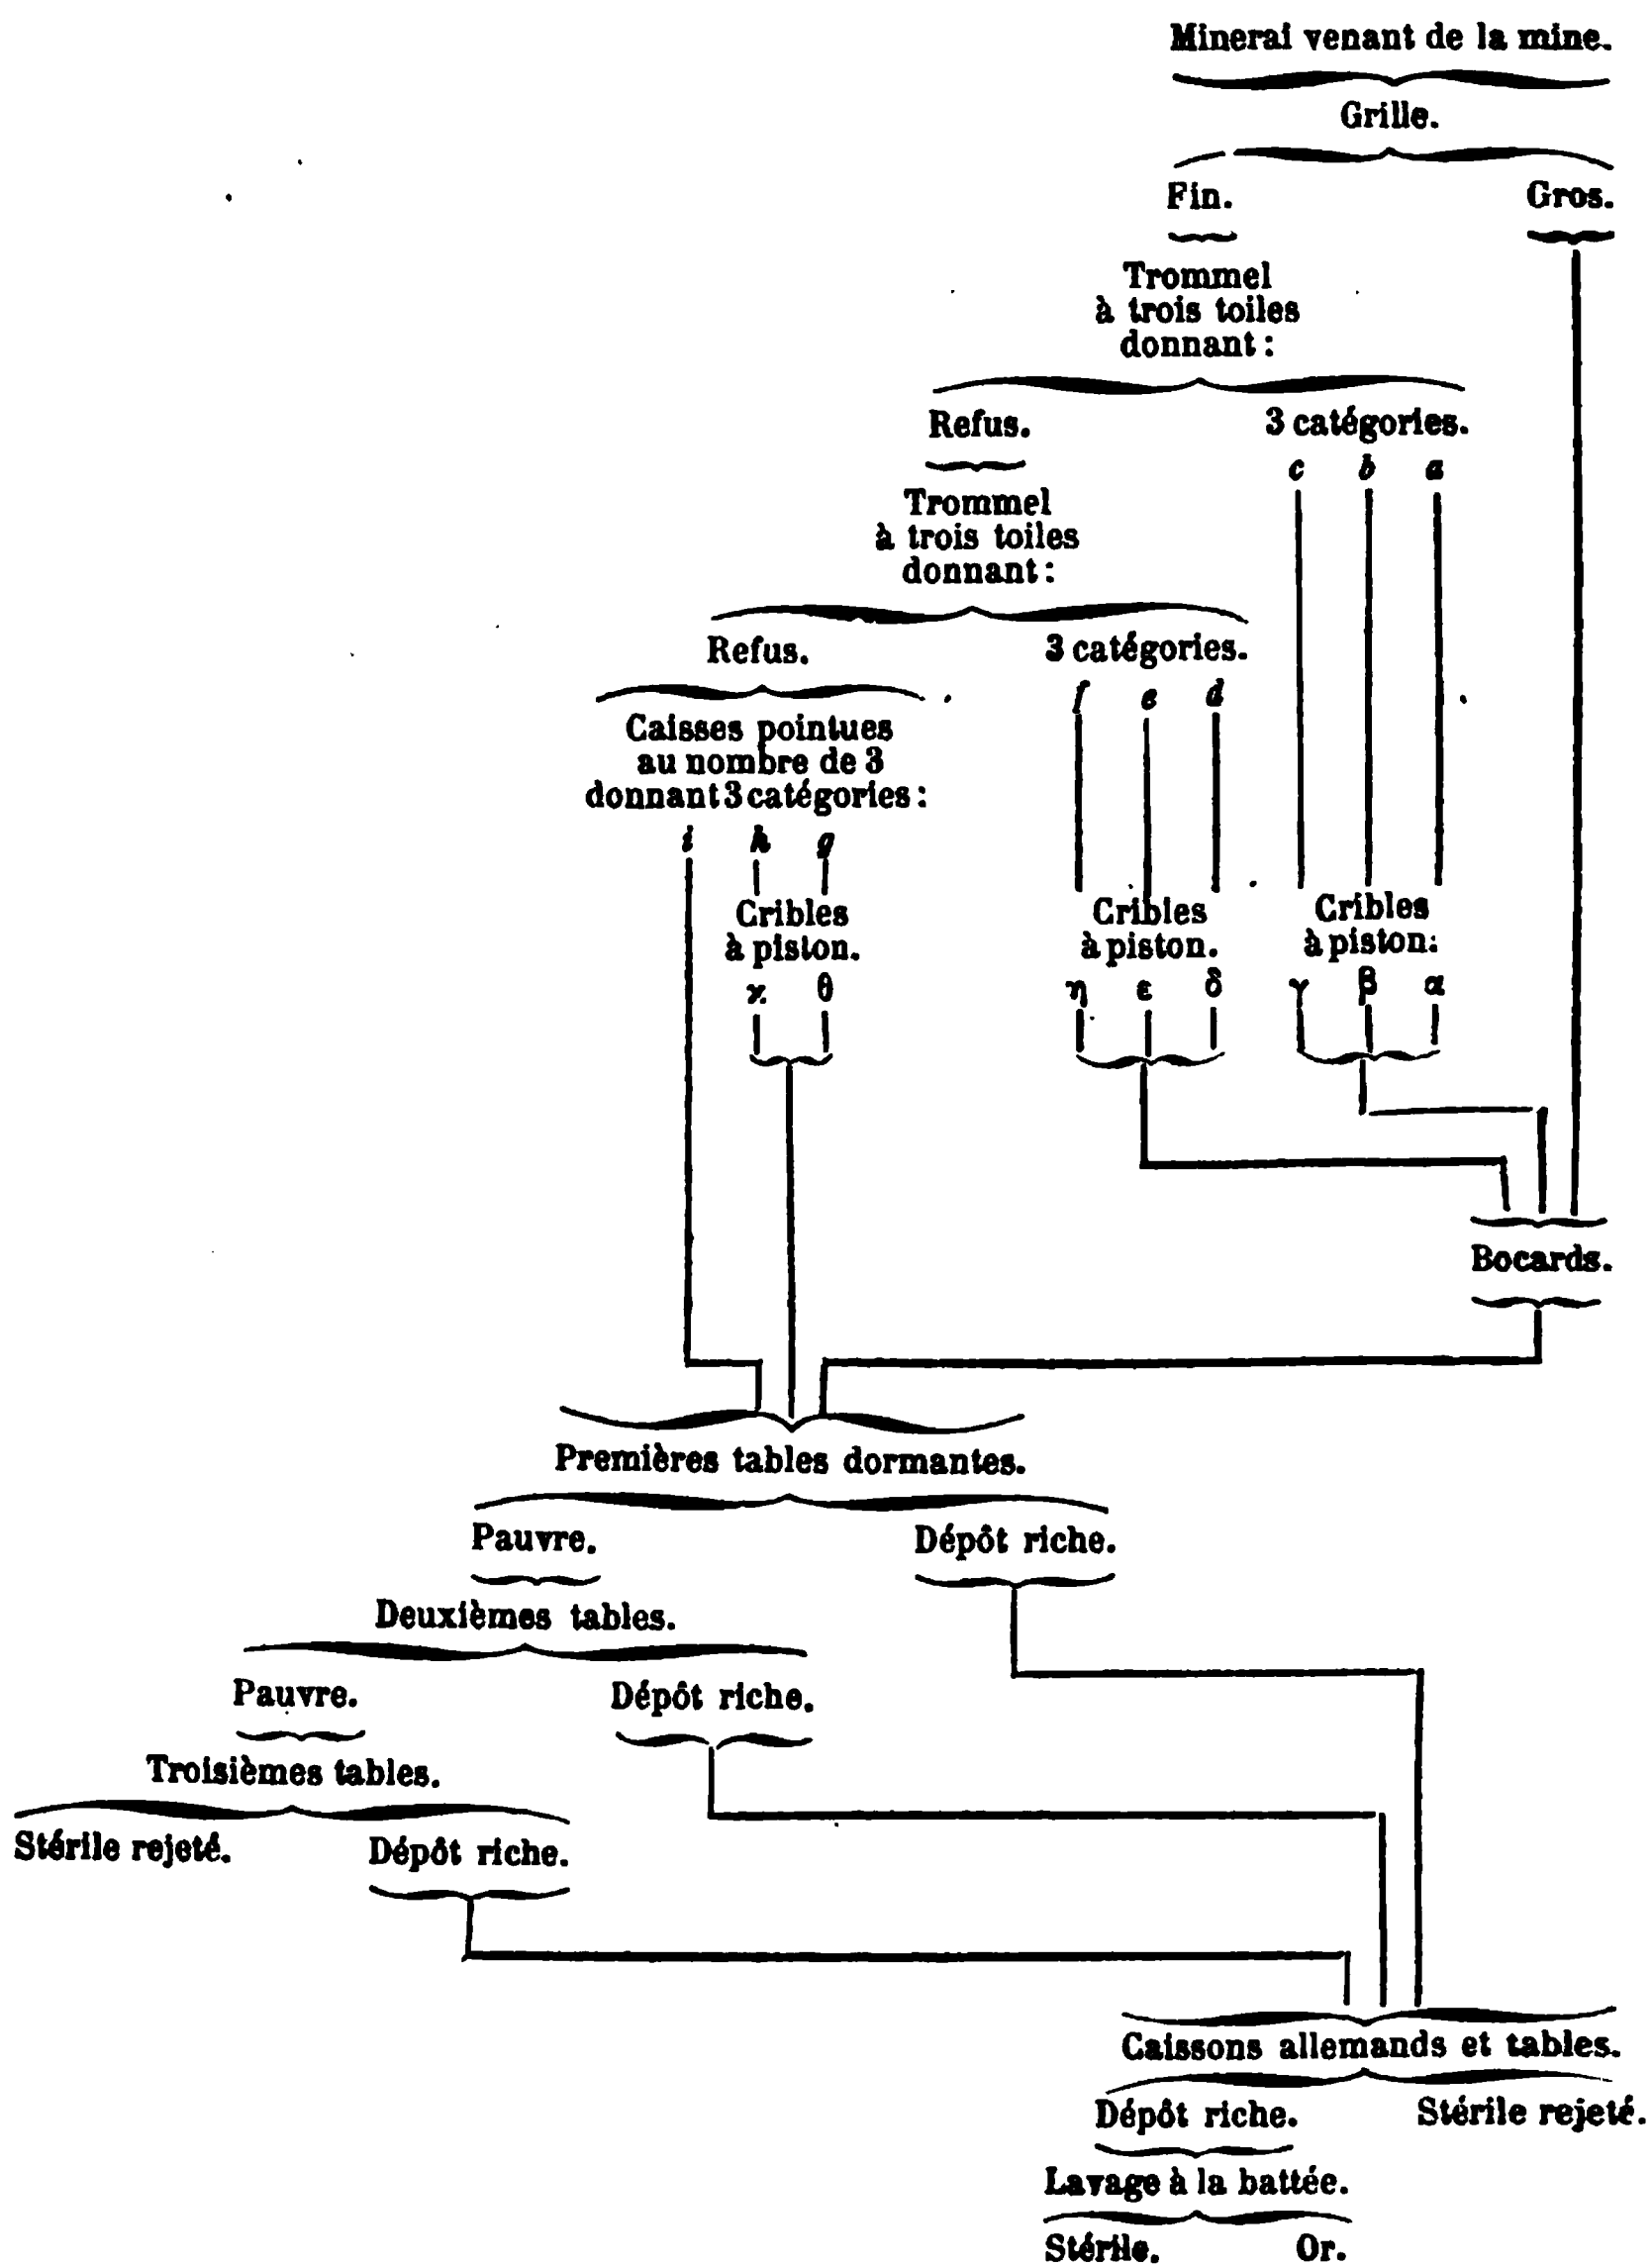 Minerai venant de la mine.
Grille.
Fin. Gros.
Trommel
à trois toiles
donnant :
Refus. 3 catégories.
c b a
Trommel
à trois toiles
donnant :
Refus. 3 catégories.
f e d
Caisses pointues
au nombre de 3
donnant 3 catégories :
i h g
Cribles
à piston.
Cribles
à piston.
Cribles
à piston.
ϰ θ η ε δ γ β α
Bocards.
Premières tables dormantes.
Pauvre. Dépôt riche.
Deuxièmes tables.
Pauvre. Dépôt riche.
Troisièmes tables.
Stérile rejeté. Dépôt riche.
Caissons allemands et tables.
Dépôt riche. Stérile rejeté.
Lavage à la battée.
Stérile. Or.